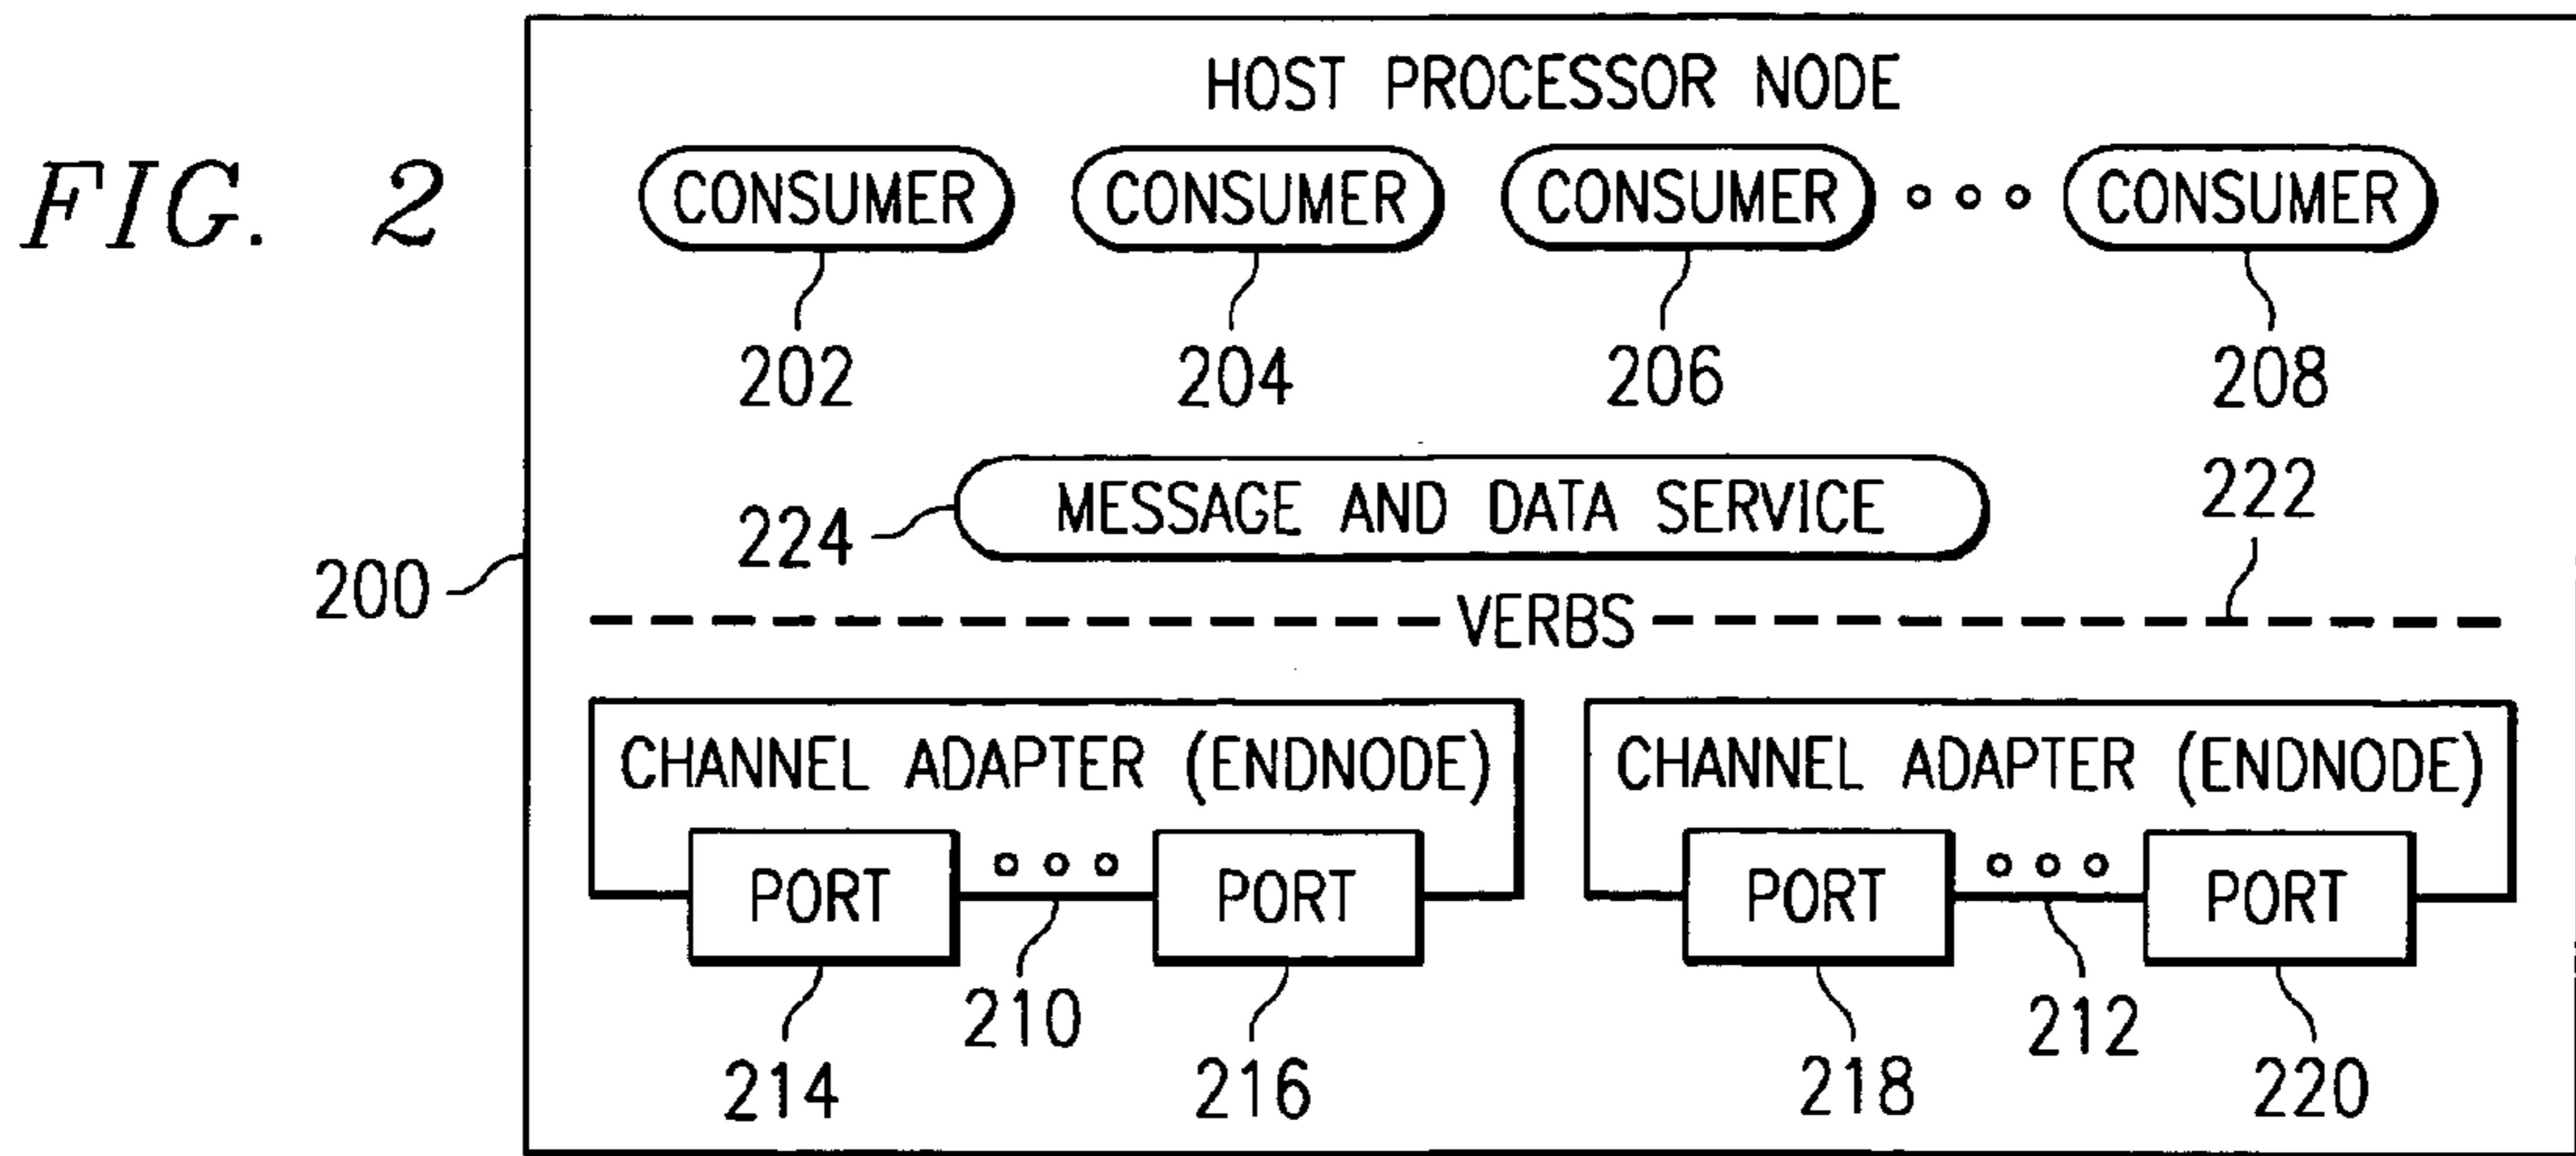 FIG. 2
HOST PROCESSOR NODE
CONSUMER CONSUMER CONSUMER CONSUMER
202 204 206 208
MESSAGE AND DATA SERVICE
222
224
200
VERBS
CHANNEL ADAPTER (ENDNODE) CHANNEL ADAPTER (ENDNODE)
PORT PORT PORT PORT
210 212
214 216 218 220